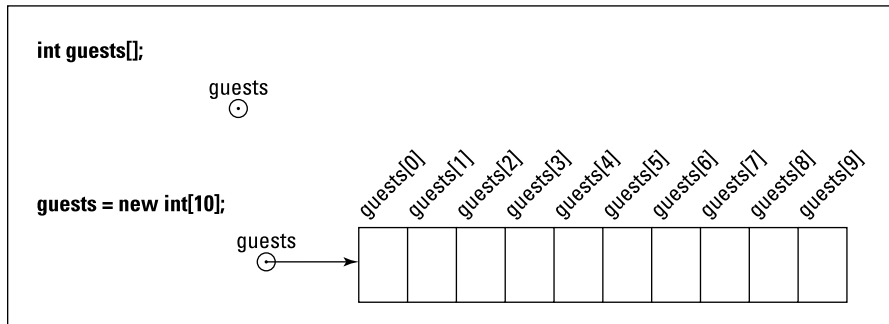 int guests[];
guests
guests[0]
guests[1]
guests[2]
guests[3]
guests[4]
guests[5]
guests[6]
guests[7]
guests[8]
guests[9]
guests = new int[10];
guests